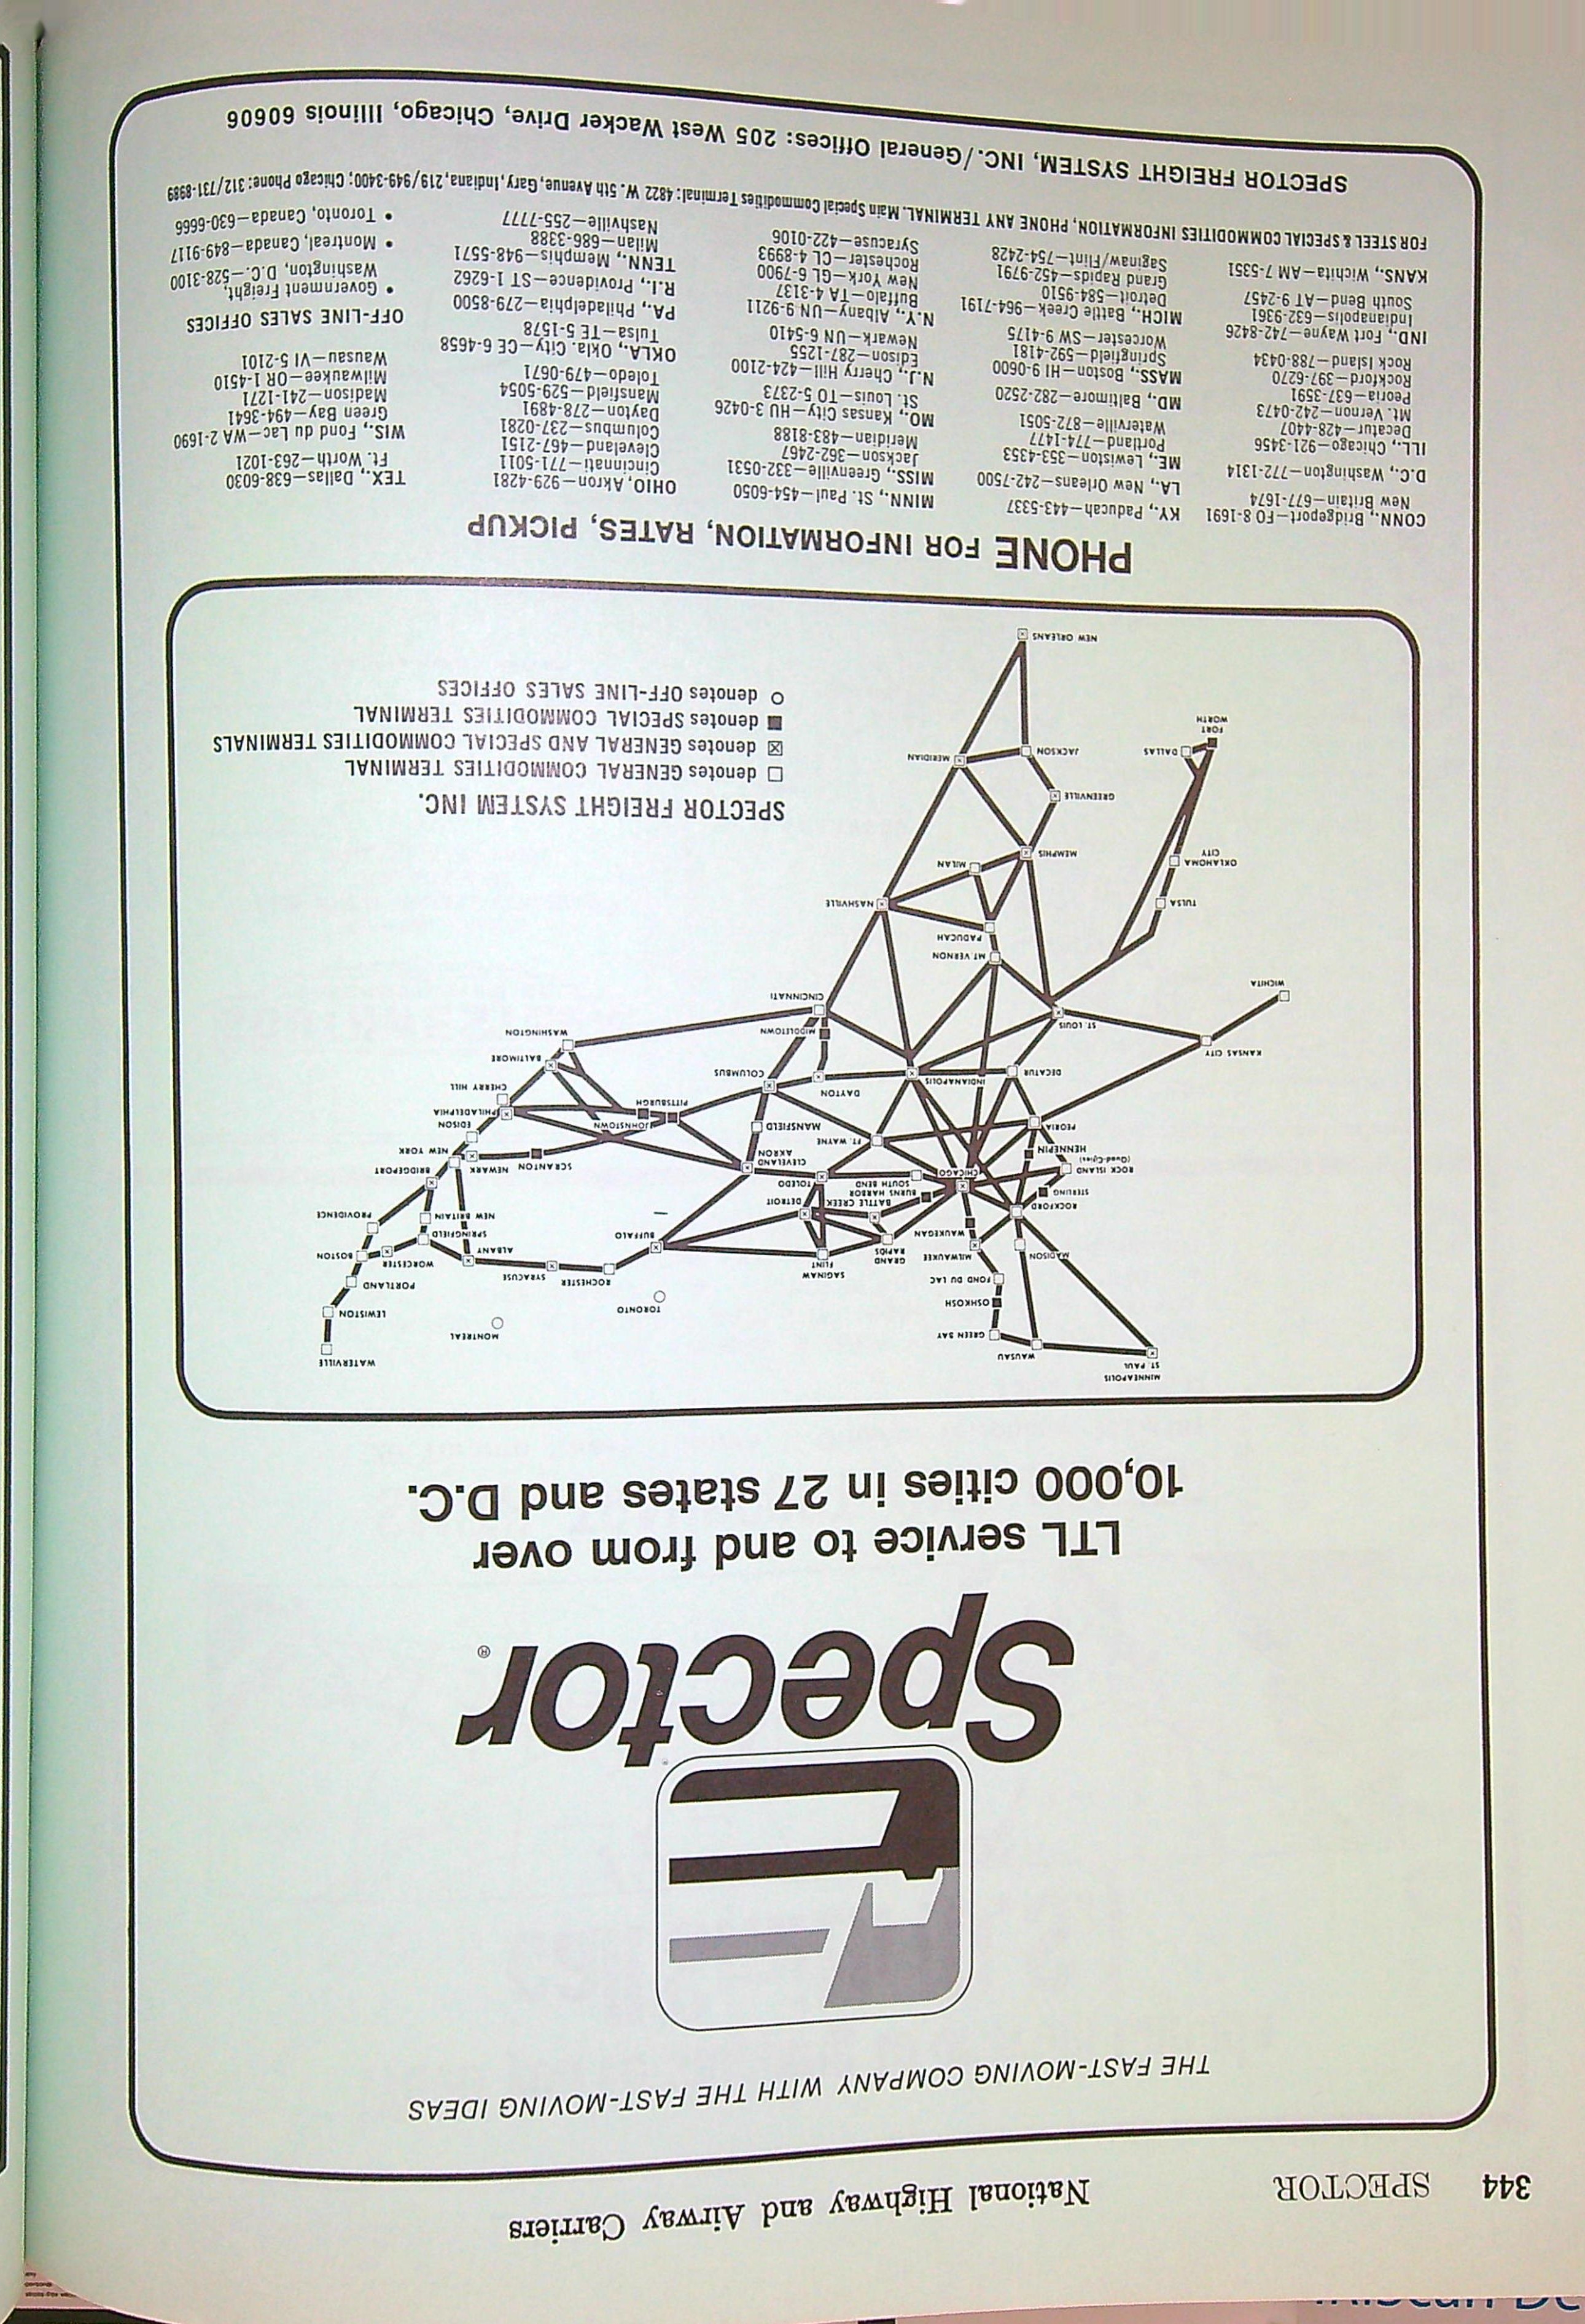 344 SPECTOR National Highway and Airway Carriers
THE FAST-MOVING COMPANY WITH THE FAST-MOVING IDEAS
Spector®
LTL service to and from over
10,000 cities in 27 states and D.C.
MINNEAPOLIS
ST. PAUL
WAUSAU
GREEN BAY
OSHKOSH
FOND DU LAC
MADISON
MILWAUKEE
WAUKEGAN
GRAND
RAPIDS
SAGINAW
FLINT
TORONTO
MONTREAL
WATERVILLE
LEWISTON
PORTLAND
ROCHESTER
SYRACUSE
ALBANY
WORCESTER
BOSTON
SPRINGFIELD
NEW BRITAIN
PROVIDENCE
BUFFALO
ROCKFORD
STERLING
BATTLE CREEK
DETROIT
BURNS HARBOR
SOUTH BEND
TOLEDO
ROCK ISLAND
(Quad-Cities)
CHICAGO
HENNEPIN
CLEVELAND
AKRON
SCRANTON
NEWARK
BRIDGEPORT
NEW YORK
PEORIA
FT. WAYNE
MANSFIELD
JOHNSTOWN
EDISON
PHILADELPHIA
PITTSBURGH
CHERRY HILL
DECATUR
INDIANAPOLIS
DAYTON
COLUMBUS
BALTIMORE
WASHINGTON
KANSAS CITY
ST. LOUIS
MIDDLETOWN
CINCINNATI
WICHITA
MT. VERNON
PADUCAH
TULSA
NASHVILLE
OKLAHOMA
CITY
MEMPHIS
MILAN
GREENVILLE
DALLAS
JACKSON
MERIDIAN
FORT
WORTH
NEW ORLEANS
SPECTOR FREIGHT SYSTEM INC.
□ denotes GENERAL COMMODITIES TERMINAL
☒ denotes GENERAL AND SPECIAL COMMODITIES TERMINALS
■ denotes SPECIAL COMMODITIES TERMINAL
○ denotes OFF-LINE SALES OFFICES
PHONE FOR INFORMATION, RATES, PICKUP
CONN., Bridgeport—FO 8-1691
New Britain—677-1674
D.C., Washington—772-1314
ILL., Chicago—921-3456
Decatur—428-4407
Mt. Vernon—242-0473
Peoria—637-3591
Rockford—397-6270
Rock Island—788-0434
IND., Fort Wayne—742-8426
Indianapolis—632-9361
South Bend—AT 9-2457
KANS., Wichita—AM 7-5351
KY., Paducah—443-5337
LA., New Orleans—242-7500
ME., Lewiston—353-4353
Portland—774-1477
Waterville—872-5051
MD., Baltimore—282-2520
MASS., Boston—HI 9-0600
Springfield—592-4181
Worcester—SW 9-4175
MICH., Battle Creek—964-7191
Detroit—584-9510
Grand Rapids—452-9791
Saginaw/Flint—754-2428
MINN., St. Paul—454-6050
MISS., Greenville—332-0531
Jackson—362-2467
Meridian—483-8188
MO., Kansas City—HU 3-0426
St. Louis—TO 5-2373
N.J., Cherry Hill—424-2100
Edison—287-1255
Newark—UN 6-5410
N.Y., Albany—UN 9-9211
Buffalo—TA 4-3137
New York—GL 6-7900
Rochester—CL 4-8993
Syracuse—422-0106
OHIO, Akron—929-4281
Cincinnati—771-5011
Cleveland—467-2151
Columbus—237-0281
Dayton—278-4891
Mansfield—529-5054
Toledo—479-0671
OKLA., Okla. City—CE 6-4658
Tulsa—TE 5-1578
PA., Philadelphia—279-8500
R.I., Providence—ST 1-6262
TENN., Memphis—948-5571
Milan—686-3388
Nashville—255-7777
TEX., Dallas—638-6030
Ft. Worth—263-1021
WIS., Fond du Lac—WA 2-1690
Green Bay—494-3641
Madison—241-1271
Milwaukee—OR 1-4510
Wausau—VI 5-2101
OFF-LINE SALES OFFICES
• Government Freight,
Washington, D.C.—528-3100
• Montreal, Canada—849-9117
• Toronto, Canada—630-6666
FOR STEEL & SPECIAL COMMODITIES INFORMATION, PHONE ANY TERMINAL. Main Special Commodities Terminal: 4822 W. 5th Avenue, Gary, Indiana, 219/949-3400; Chicago Phone: 312/731-8989
SPECTOR FREIGHT SYSTEM, INC./General Offices: 205 West Wacker Drive, Chicago, Illinois 60606